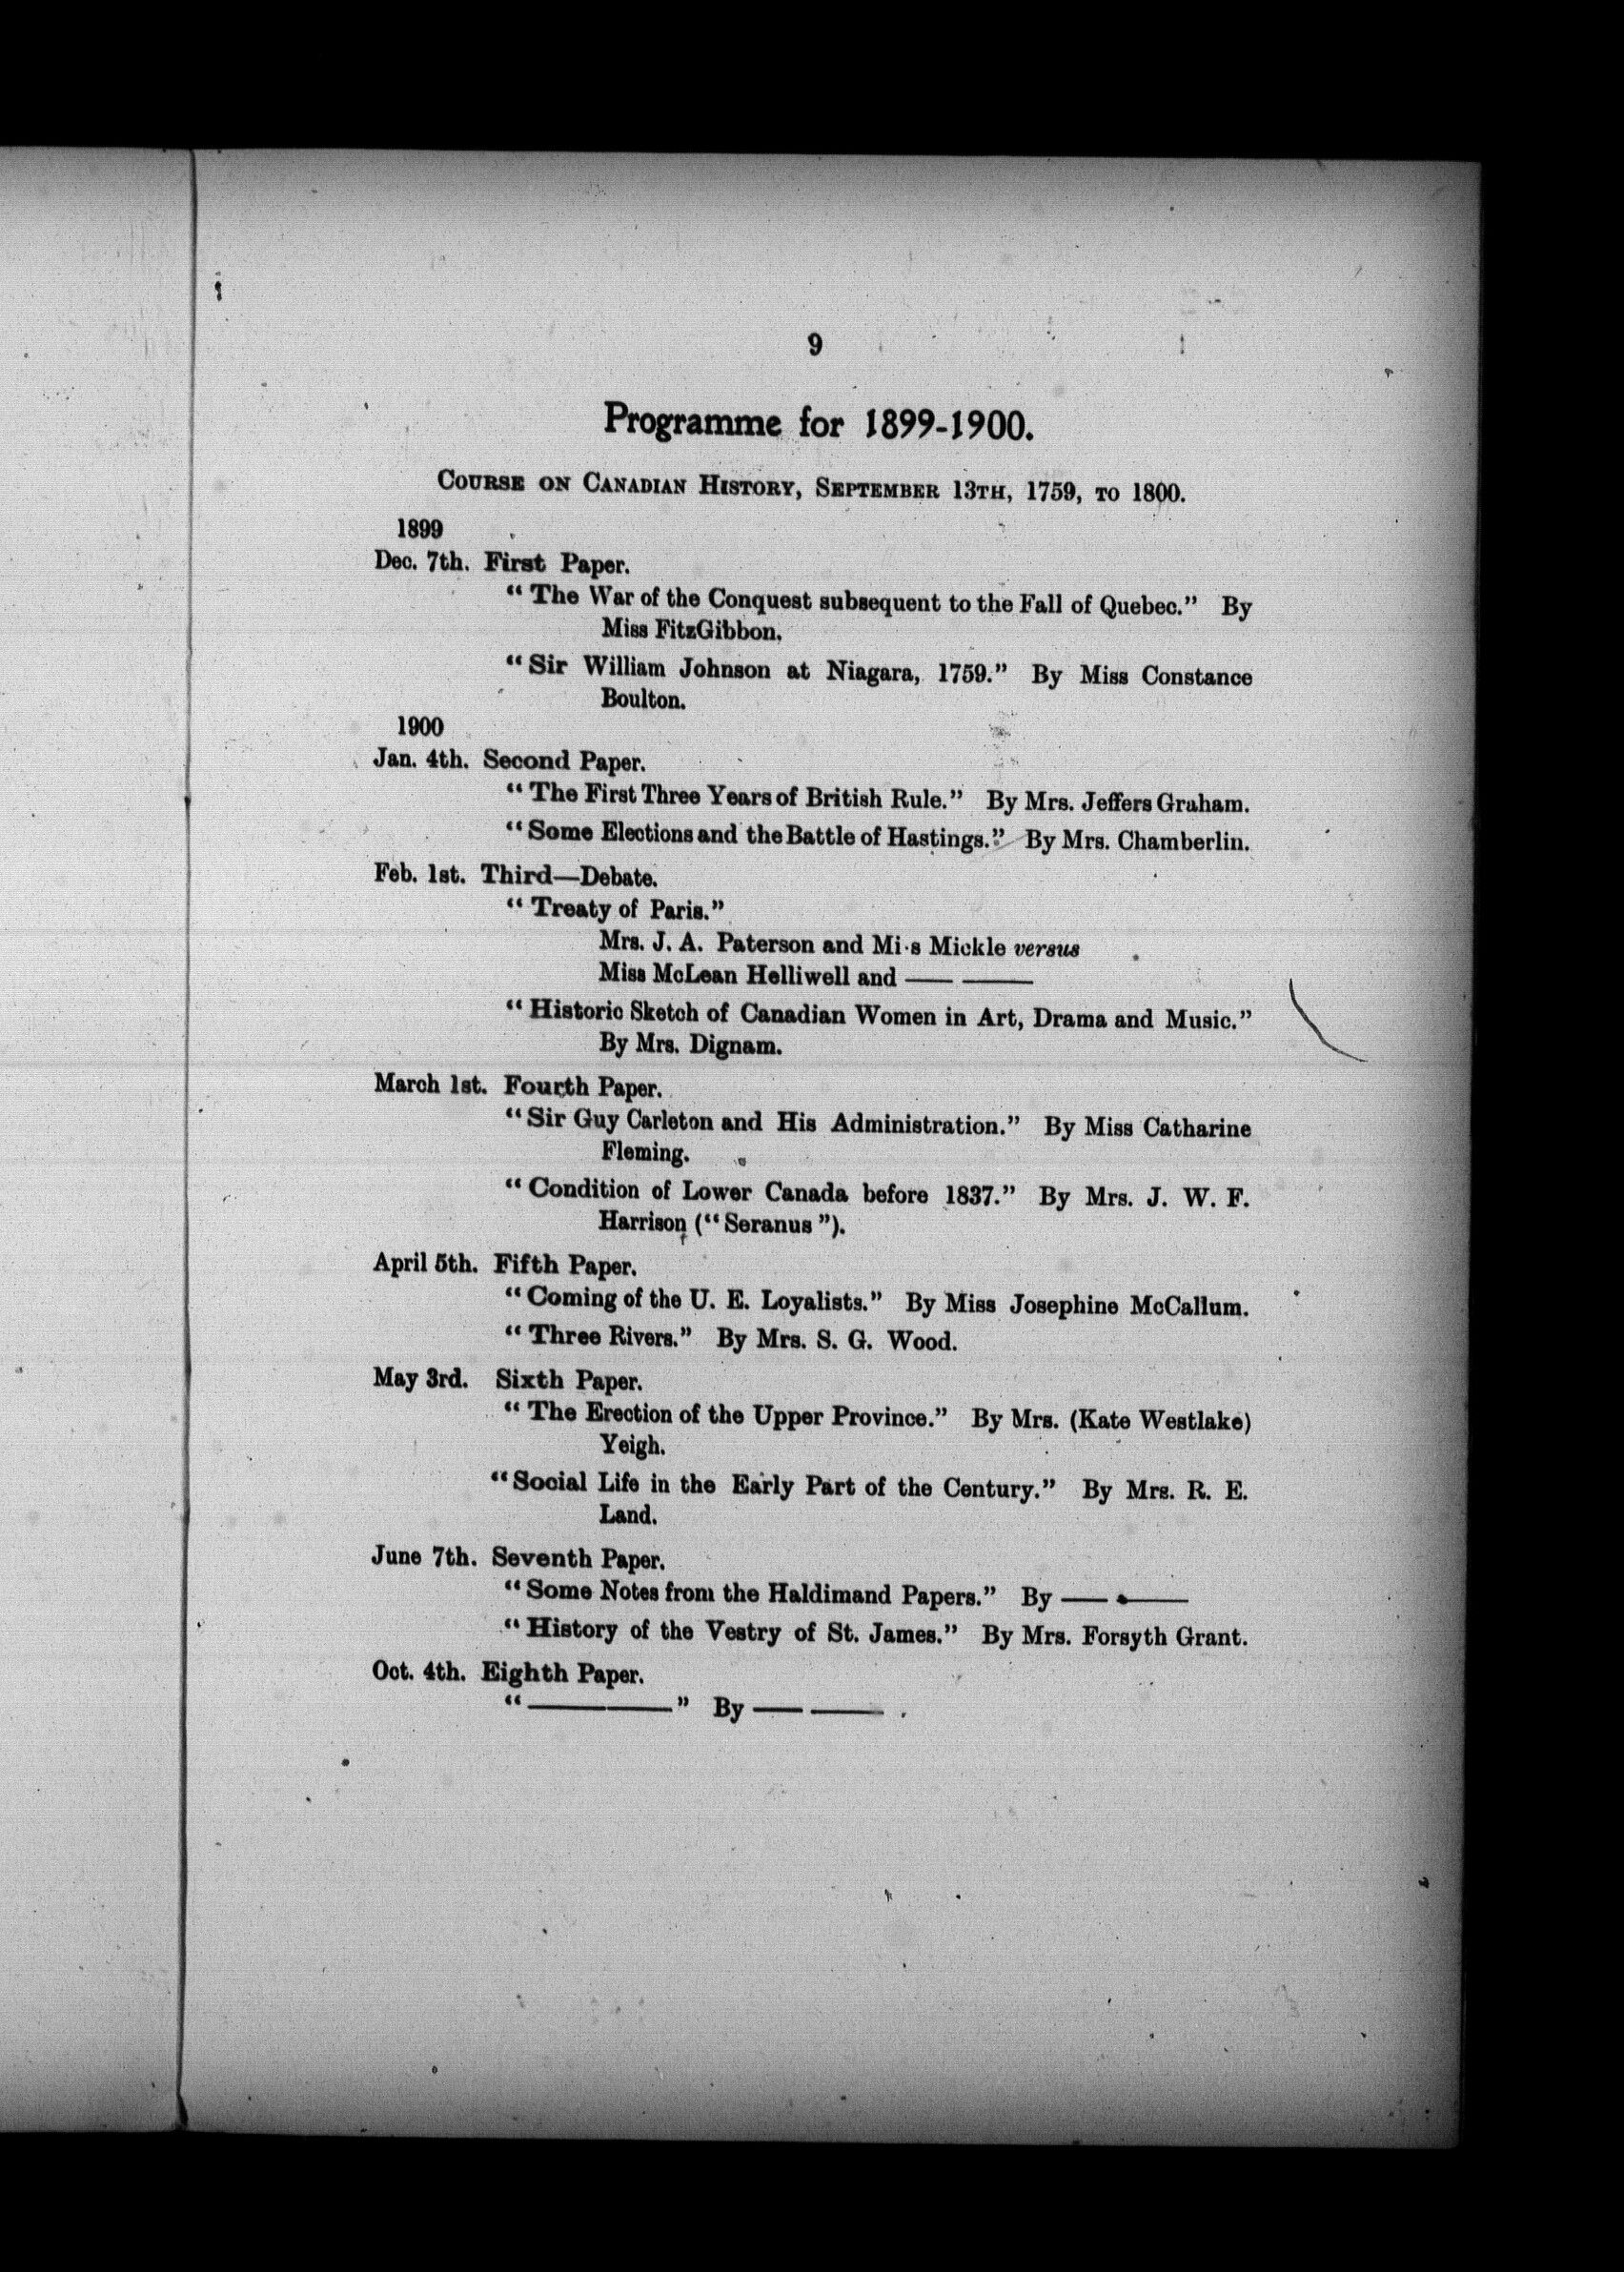 9
Programme for 1899-1900.
COURSE ON CANADIAN HISTORY, SEPTEMBER 13TH, 1759, TO 1800.
1899
Dec. 7th. First Paper.
“The War of the Conquest subsequent to the Fall of Quebec.” By
Miss FitzGibbon.
“Sir William Johnson at Niagara, 1759.” By Miss Constance
Boulton.
1900
Jan. 4th. Second Paper.
“The First Three Years of British Rule.” By Mrs. Jeffers Graham.
“Some Elections and the Battle of Hastings.” By Mrs. Chamberlin.
Feb. 1st. Third—Debate.
“Treaty of Paris.”
Mrs. J. A. Paterson and Mi·s Mickle versus
Miss McLean Helliwell and —— ——
“Historic Sketch of Canadian Women in Art, Drama and Music.”
By Mrs. Dignam.
March 1st. Fourth Paper.
“Sir Guy Carleton and His Administration.” By Miss Catharine
Fleming.
“Condition of Lower Canada before 1837.” By Mrs. J. W. F.
Harrison (“Seranus”).
April 5th. Fifth Paper.
“Coming of the U. E. Loyalists.” By Miss Josephine McCallum.
“Three Rivers.” By Mrs. S. G. Wood.
May 3rd. Sixth Paper.
“The Erection of the Upper Province.” By Mrs. (Kate Westlake)
Yeigh.
“Social Life in the Early Part of the Century.” By Mrs. R. E.
Land.
June 7th. Seventh Paper.
“Some Notes from the Haldimand Papers.” By —— ——
“History of the Vestry of St. James.” By Mrs. Forsyth Grant.
Oct. 4th. Eighth Paper.
“————” By —— ——.